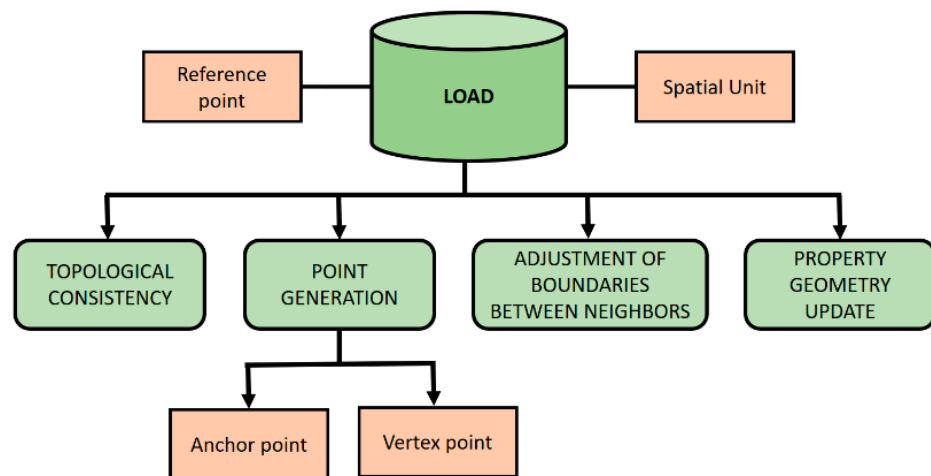 Reference
point
LOAD
Spatial Unit
TOPOLOGICAL
CONSISTENCY
POINT
GENERATION
ADJUSTMENT OF
BOUNDARIES
BETWEEN NEIGHBORS
PROPERTY
GEOMETRY
UPDATE
Anchor point
Vertex point